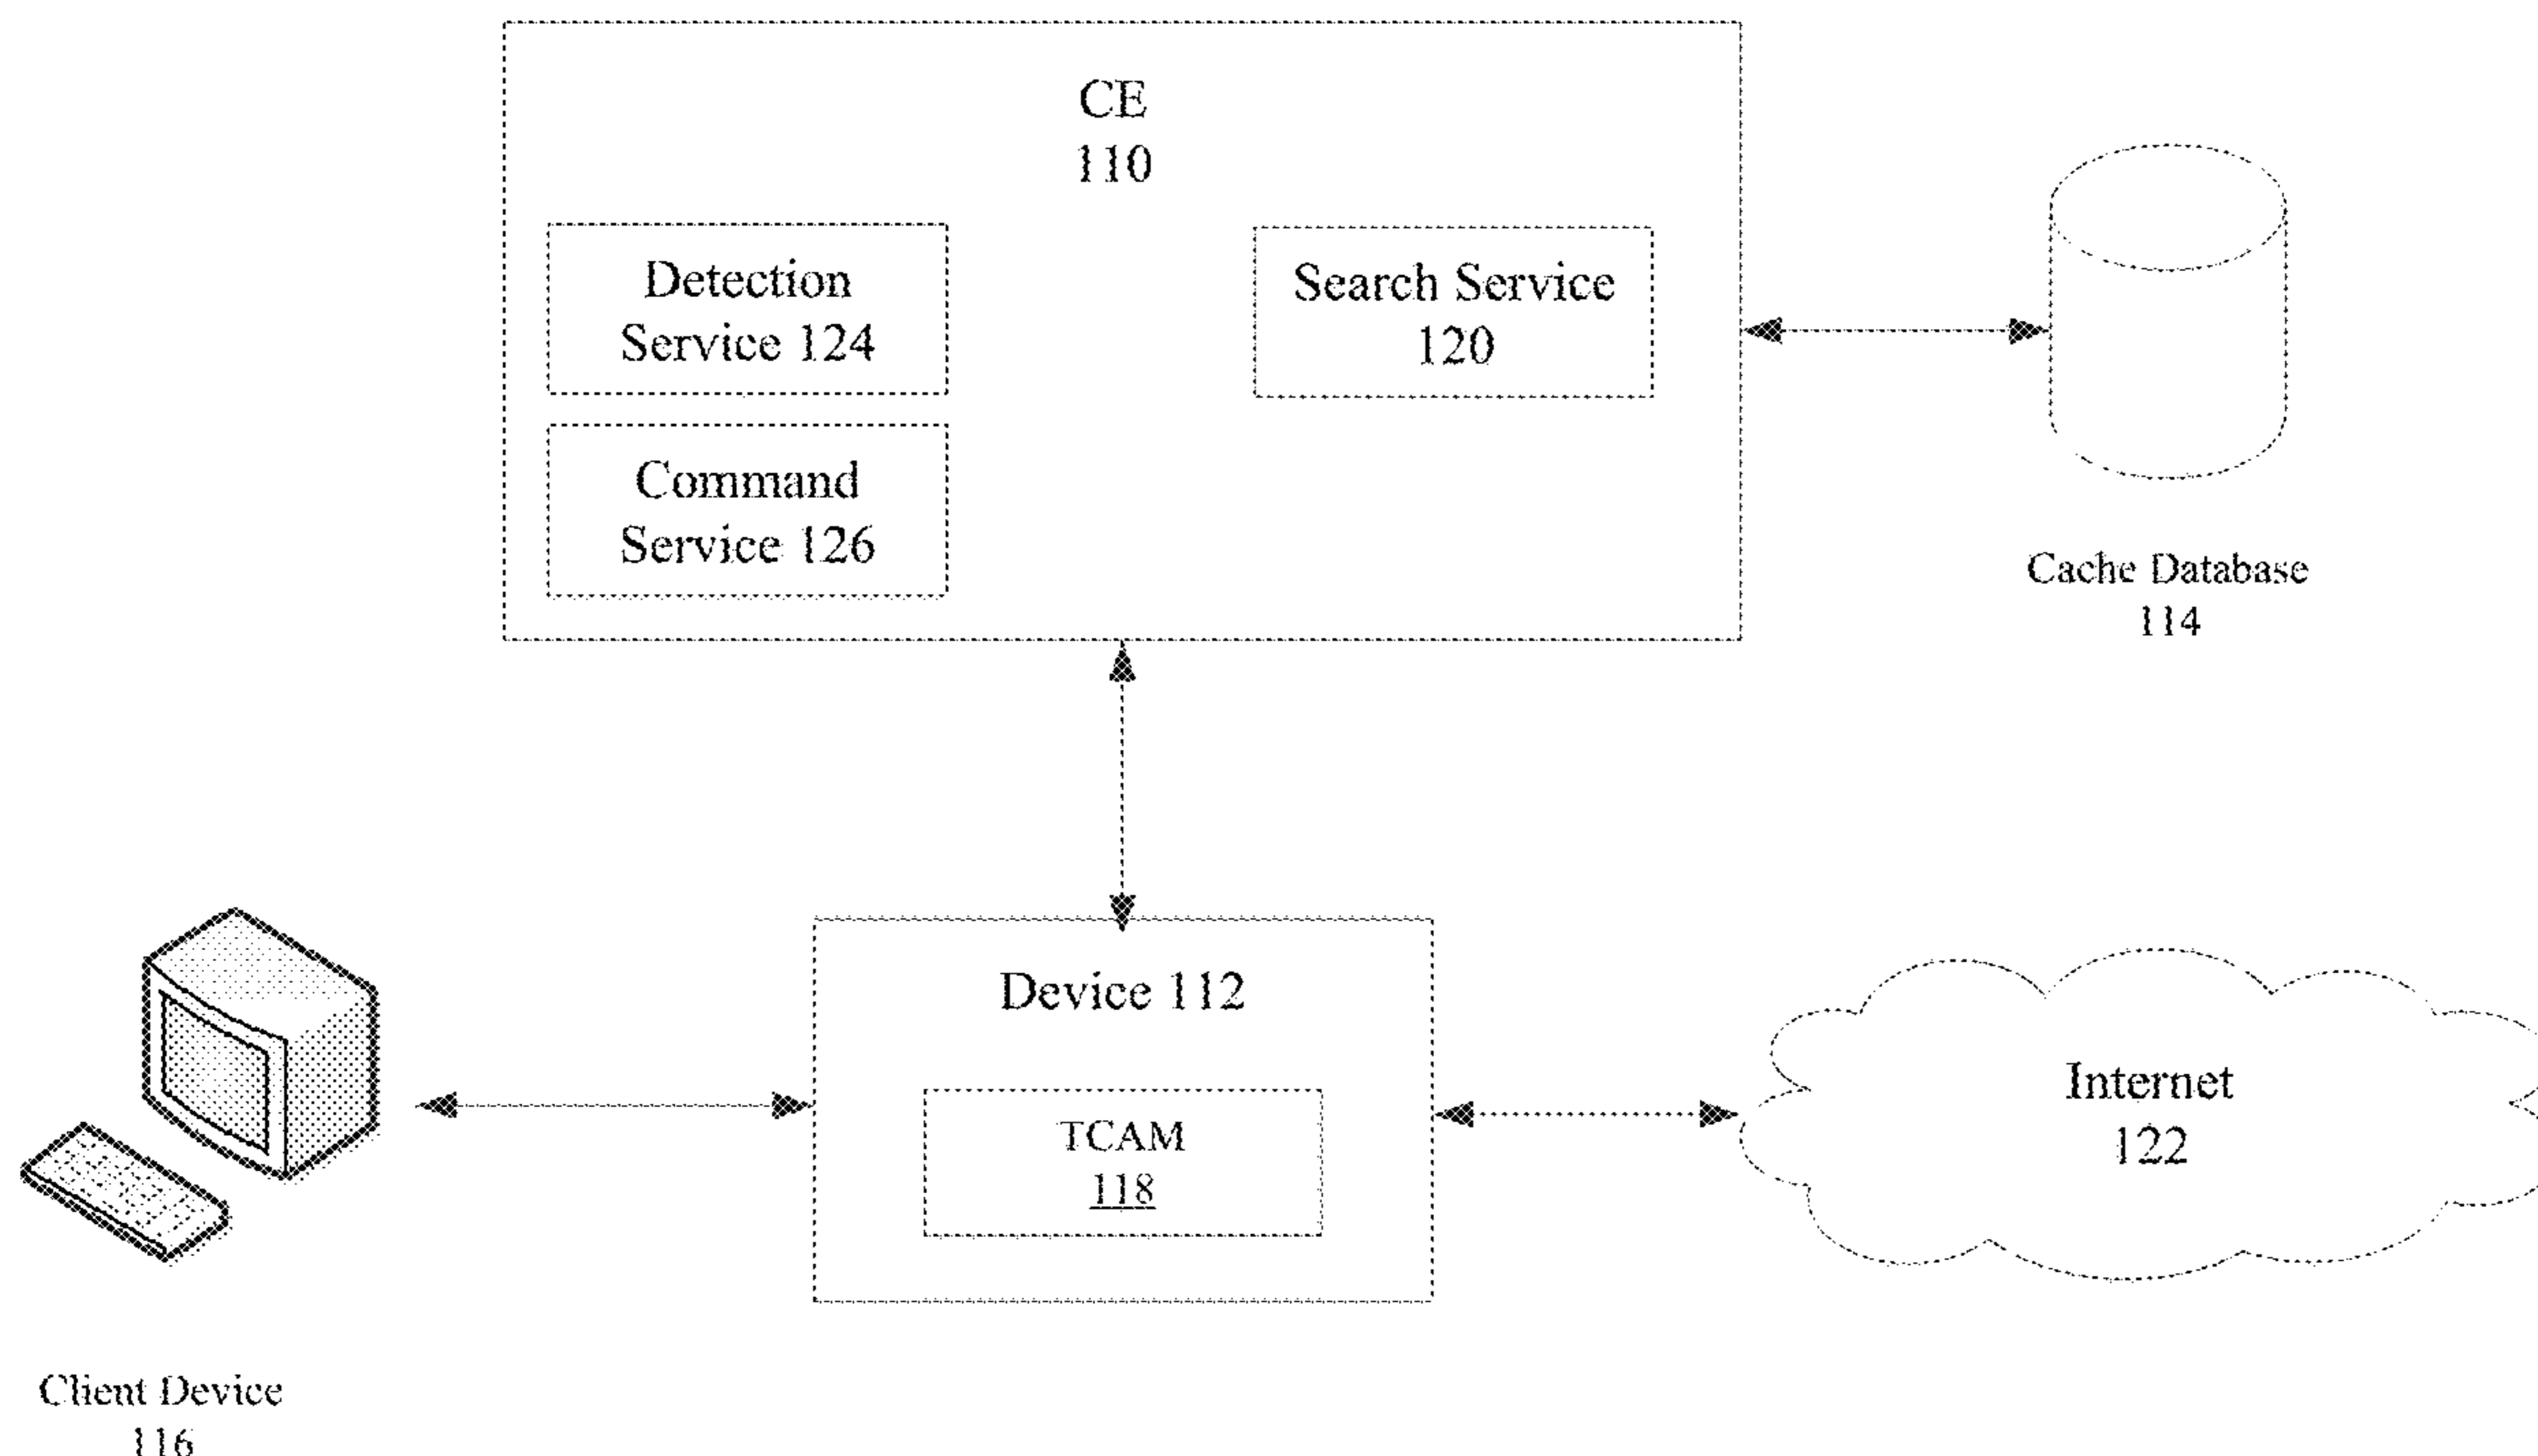 CE
110
Detection
Service 124
Search Service
120
Command
Service 126
Cache Database
114
Device 112
TCAM
118
Internet
122
Client Device
116